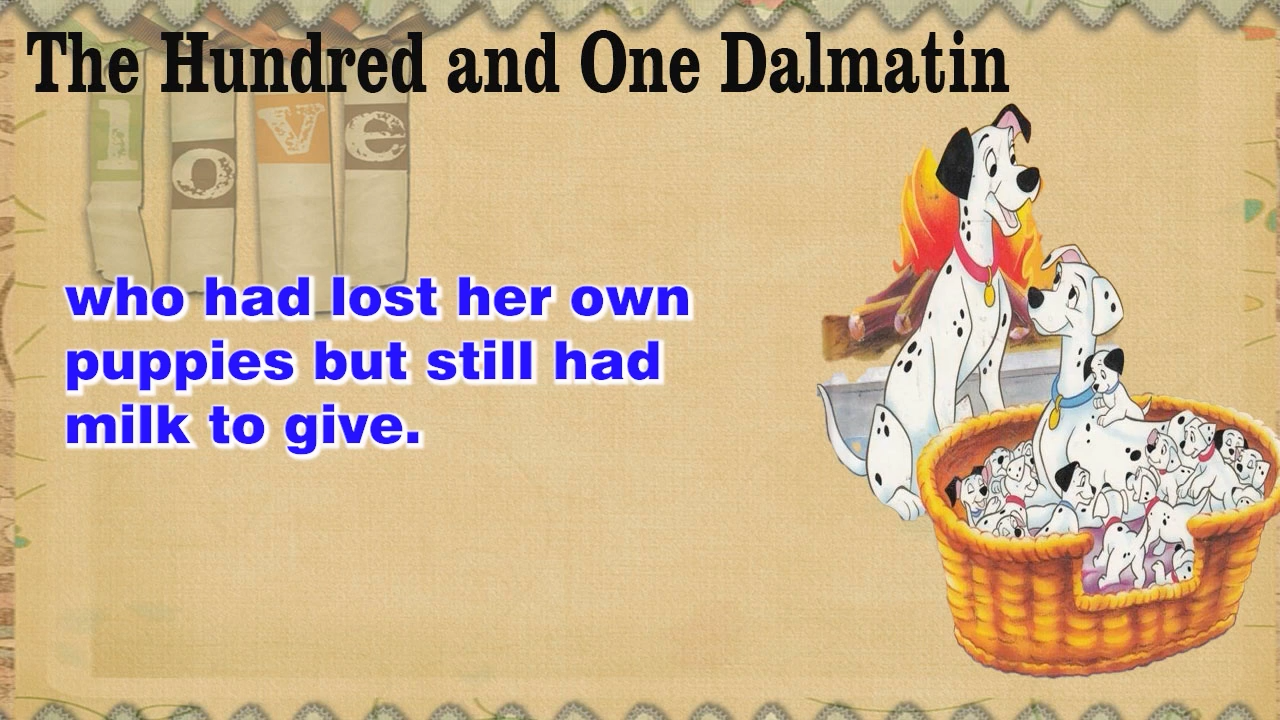 The Hundred and One Dalmatin
love
who had lost her own
puppies but still had
milk to give.